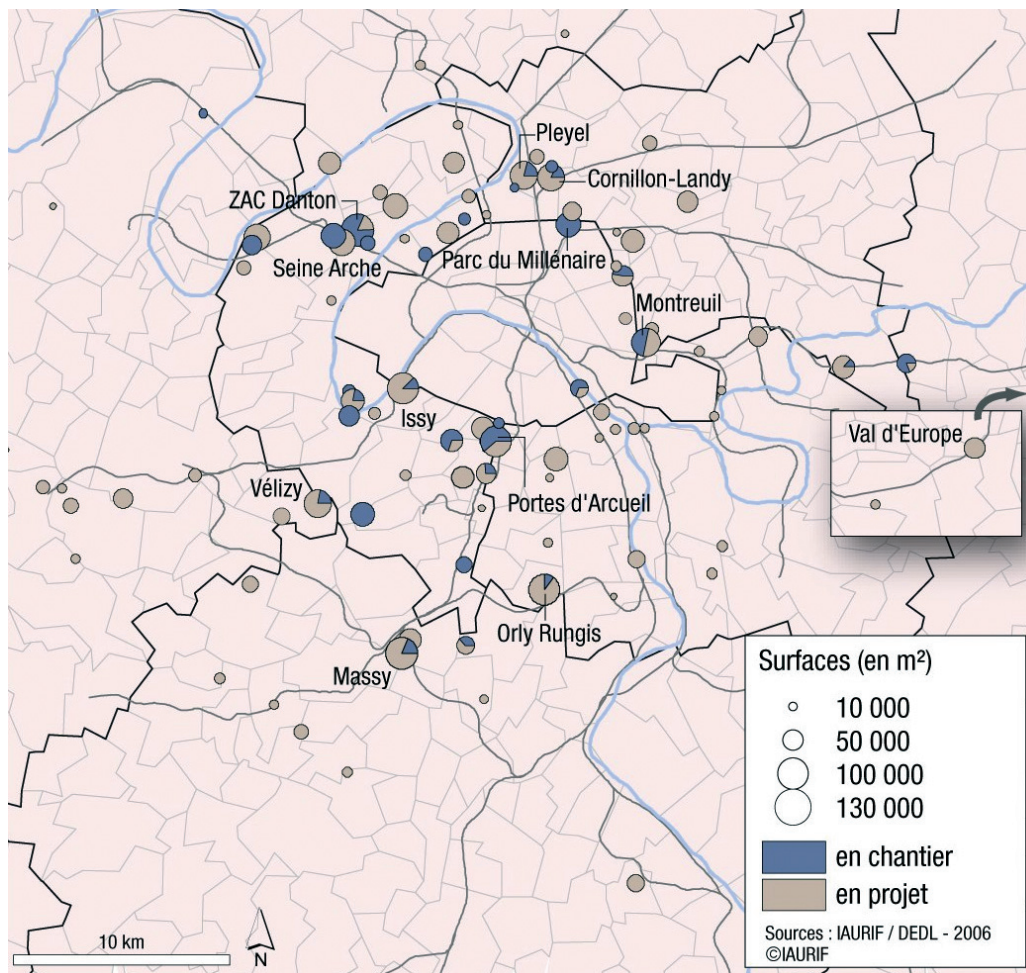 Pleyel
Cornillon-Landy
ZAC Danton
Seine Arche
Parc du Millénaire
Montreuil
Issy
Val d'Europe
Vélizy
Portes d'Arcueil
Orly Rungis
Massy
Surfaces (en m²)
10 000
50 000
100 000
130 000
en chantier
en projet
Sources : IAURIF / DEDL - 2006
©IAURIF
10 km
N